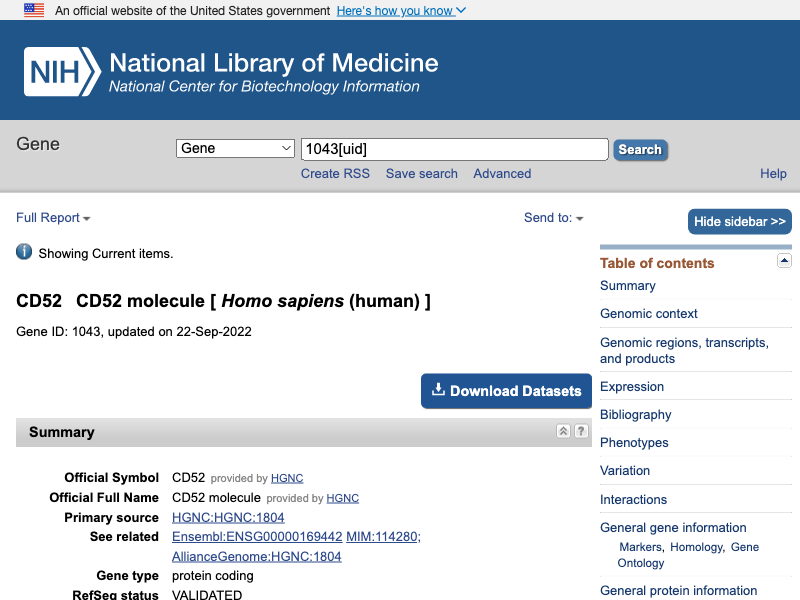 An official website of the United States government Here's how you know
NIH National Library of Medicine
National Center for Biotechnology Information
Gene
Gene 1043[uid] Search
Create RSS Save search Advanced Help
Full Report Send to:
Hide sidebar >>
Showing Current items.
CD52 CD52 molecule [ Homo sapiens (human) ]
Gene ID: 1043, updated on 22-Sep-2022
Download Datasets
Summary
Official Symbol CD52 provided by HGNC
Official Full Name CD52 molecule provided by HGNC
Primary source HGNC:HGNC:1804
See related Ensembl:ENSG00000169442 MIM:114280;
AllianceGenome:HGNC:1804
Gene type protein coding
RefSeq status VALIDATED
Table of contents
Summary
Genomic context
Genomic regions, transcripts,
and products
Expression
Bibliography
Phenotypes
Variation
Interactions
General gene information
Markers, Homology, Gene
Ontology
General protein information